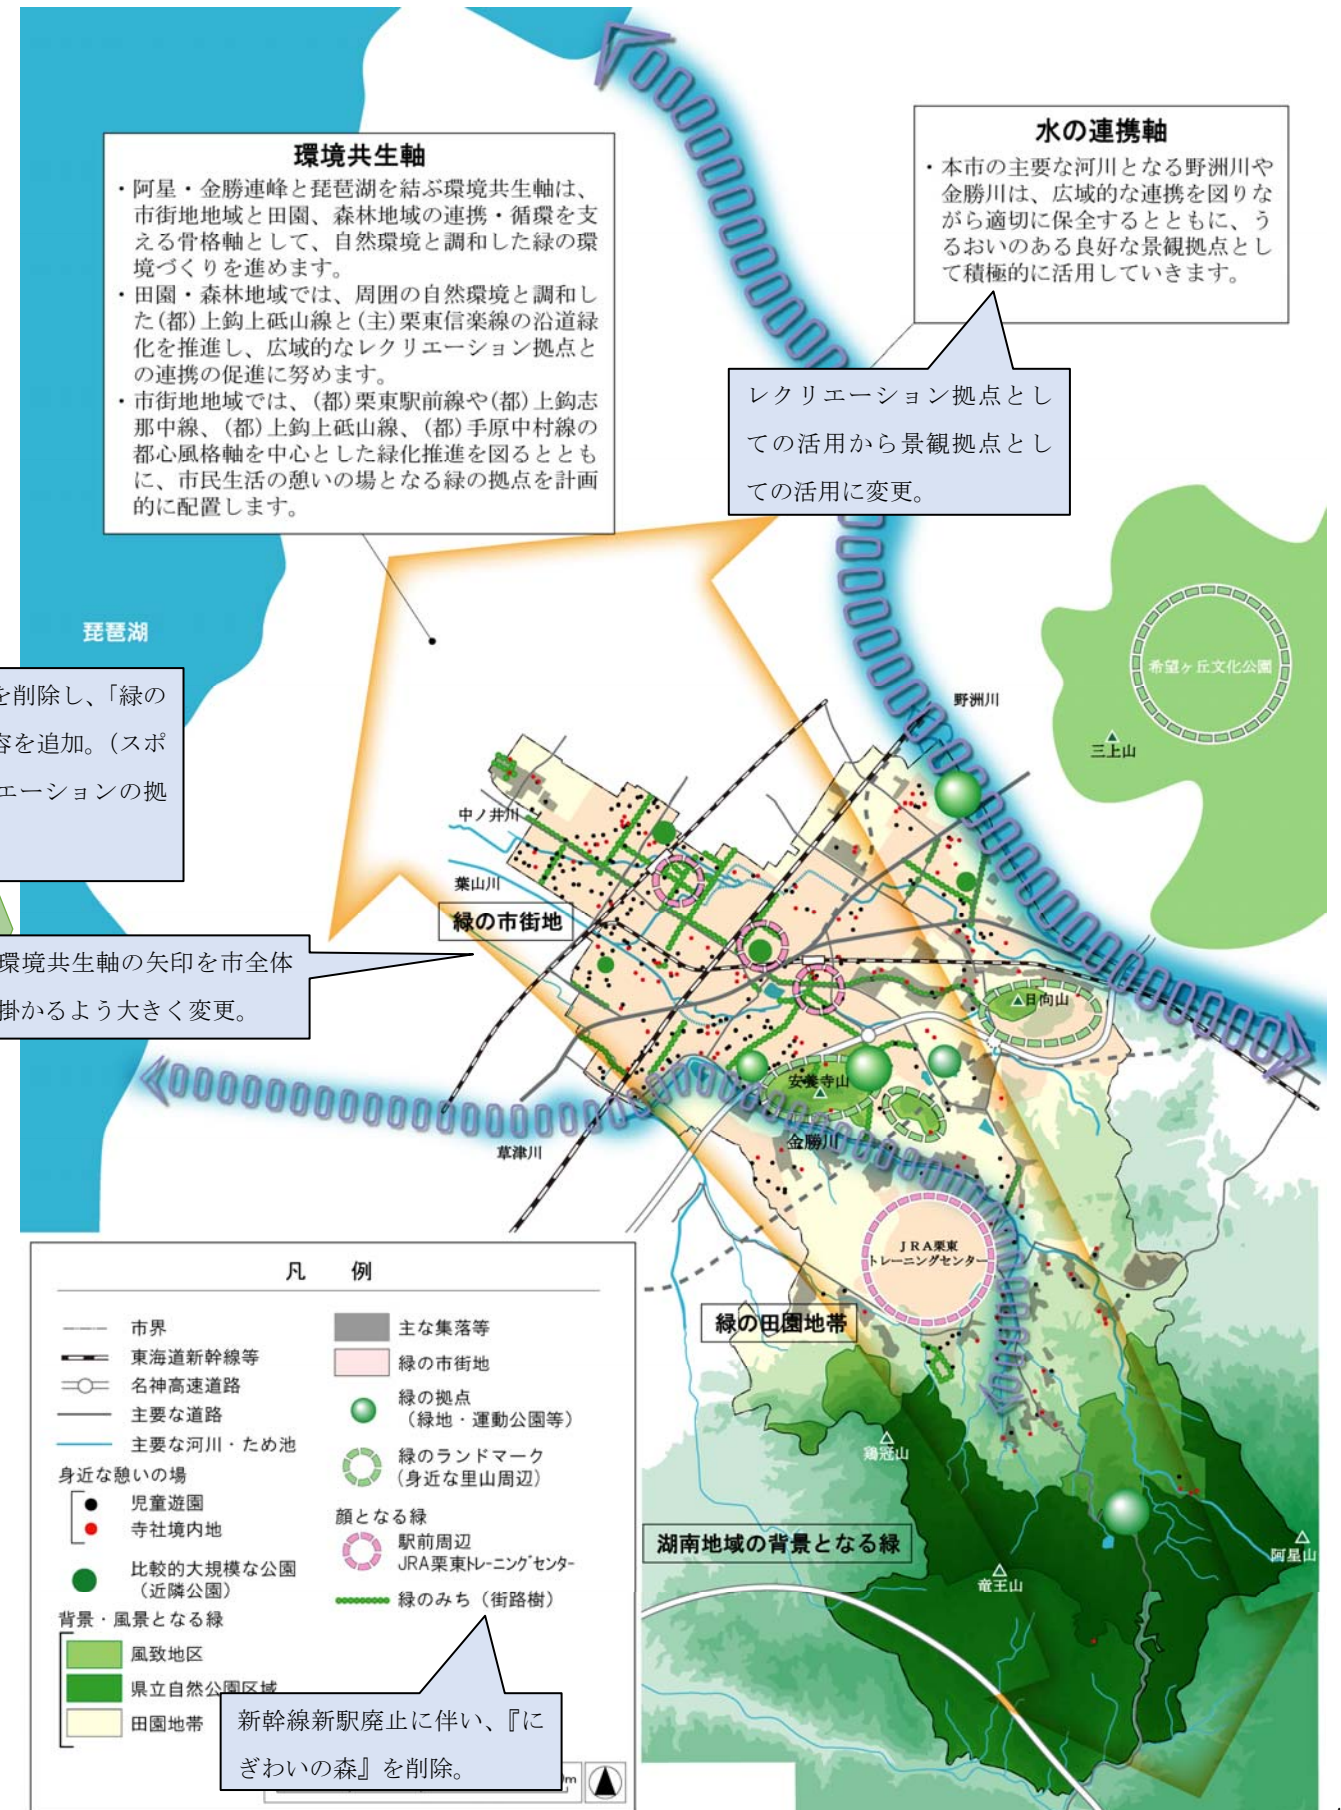 環境共生軸
・阿星・金勝連峰と琵琶湖を結ぶ環境共生軸は、
市街地地域と田園、森林地域の連携・循環を支
える骨格軸として、自然環境と調和した緑の環
境づくりを進めます。
・田園・森林地域では、周囲の自然環境と調和し
た(都)上鈎上砥山線と(主)栗東信楽線の沿道緑
化を推進し、広域的なレクリエーション拠点と
の連携の促進に努めます。
・市街地地域では、(都)栗東駅前線や(都)上鈎志
那中線、(都)上鈎上砥山線、(都)手原中村線の
都心風格軸を中心とした緑化推進を図るととも
に、市民生活の憩いの場となる緑の拠点を計画
的に配置します。
水の連携軸
・本市の主要な河川となる野洲川や
金勝川は、広域的な連携を図りな
がら適切に保全するとともに、う
るおいのある良好な景観拠点とし
て積極的に活用していきます。
レクリエーション拠点とし
ての活用から景観拠点とし
ての活用に変更。
琵琶湖
希望ヶ丘文化公園
三上山
野洲川
を削除し、「緑の
容を追加。(スポ
エーションの拠
中ノ井川
葉山川
緑の市街地
環境共生軸の矢印を市全体
掛かるよう大きく変更。
日向山
安養寺山
金勝川
草津川
JRA栗東
トレーニングセンター
緑の田園地帯
鶏冠山
湖南地域の背景となる緑
竜王山
阿星山
凡 例
市界
東海道新幹線等
名神高速道路
主要な道路
主要な河川・ため池
身近な憩いの場
児童遊園
寺社境内地
比較的大規模な公園
(近隣公園)
背景・風景となる緑
風致地区
県立自然公園区域
田園地帯
主な集落等
緑の市街地
緑の拠点
(緑地・運動公園等)
緑のランドマーク
(身近な里山周辺)
顔となる緑
駅前周辺
JRA栗東トレーニングセンター
緑のみち(街路樹)
新幹線新駅廃止に伴い、『に
ぎわいの森』を削除。
m